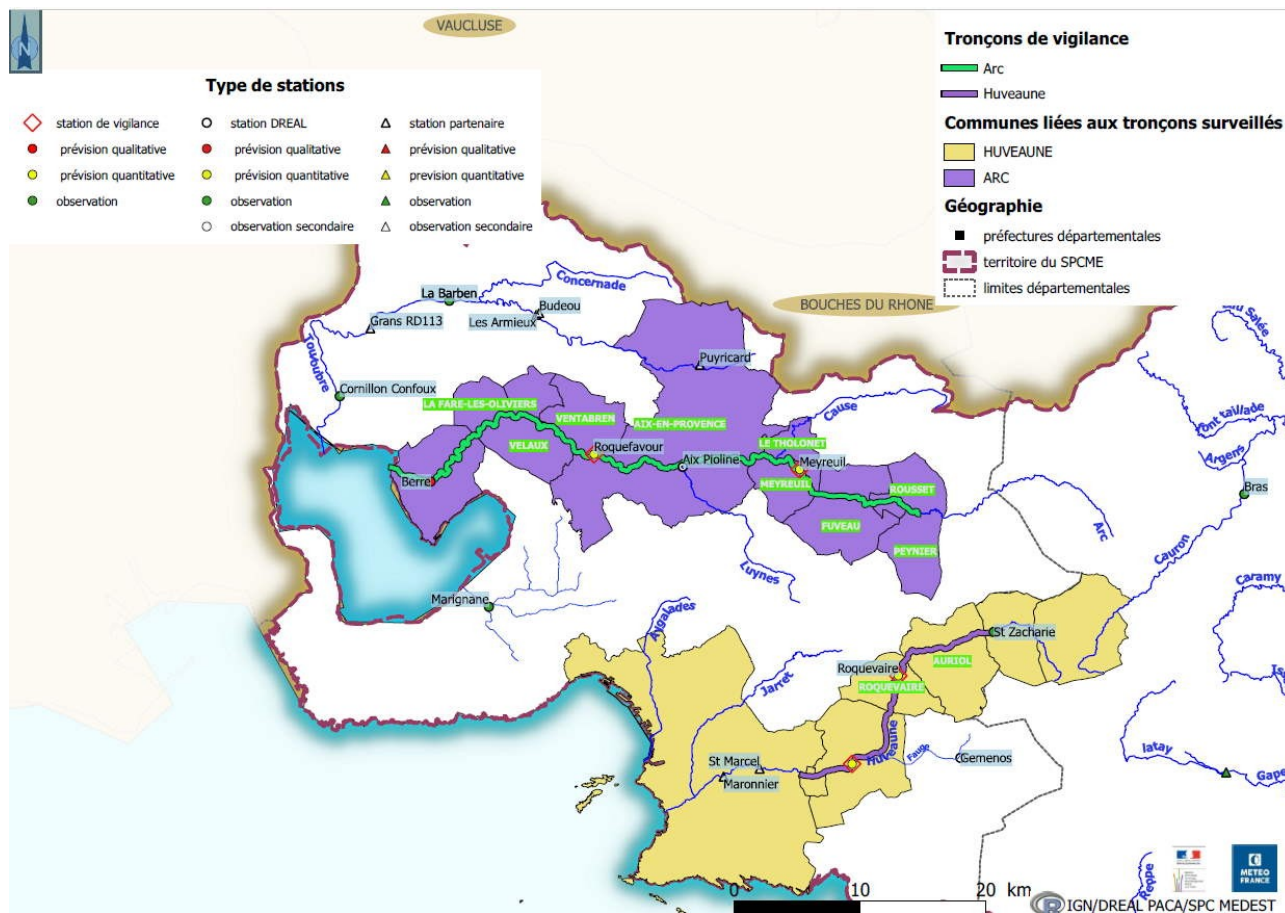 VAUCLUSE
N
Type de stations
station de vigilance
station DREAL
station partenaire
prévision qualitative
prévision qualitative
prévision qualitative
prévision quantitative
prévision quantitative
prevision quantitative
observation
observation
observation
observation secondaire
observation secondaire
Tronçons de vigilance
Arc
Huveaune
Communes liées aux tronçons surveillés
HUVEAUNE
ARC
Géographie
préfectures départementales
territoire du SPCME
limites départementales
BOUCHES DU RHONE
Concernade
La Barben
Budeou
Grans RD113
Les Armieux
Touloubre
Puyricard
Cornillon Confoux
LA FARE-LES-OLIVIERS
VENTABREN
AIX-EN-PROVENCE
Cause
VELAUX
LE THOLONET
Roquefavour
Aix Pioline
Meyreuil
Berre
MEYREUIL
ROUSSET
FUVEAU
PEYNIER
Arc
Luynes
Argens
Bras
Cauron
Caramy
Marignane
Aygalades
St Zacharie
Jarret
Roquevaire
AURIOL
ROQUEVAIRE
Huveaune
Fauge
Gemenos
St Marcel
Maronnier
latay
Gape
Reppe
METEO
FRANCE
0 10 20 km
IGN/DREAL PACA/SPC MEDEST